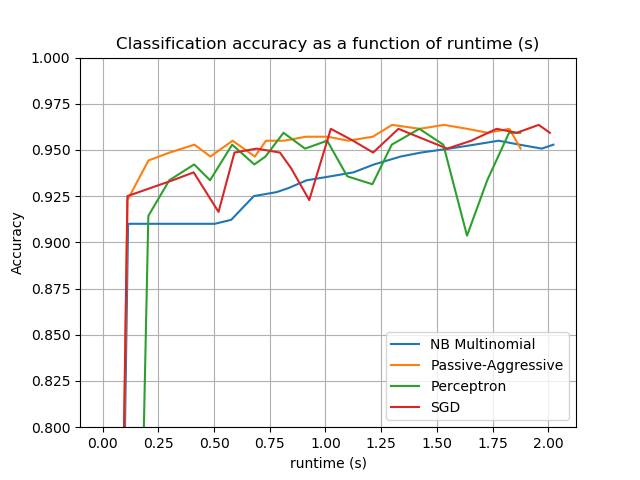 Classification accuracy as a function of runtime (s)
1.000
0.975
0.950
0.925
0.900
0.875
0.850
0.825
0.800
Accuracy
NB Multinomial
Passive-Aggressive
Perceptron
SGD
0.00 0.25 0.50 0.75 1.00 1.25 1.50 1.75 2.00
runtime (s)